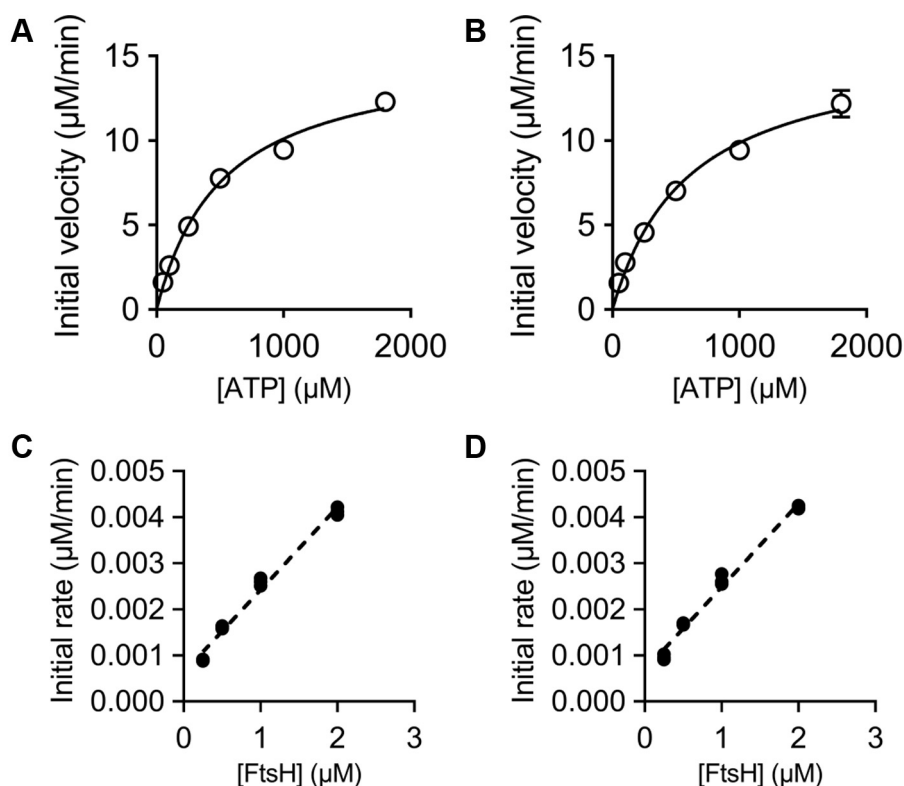 A
Initial velocity (µM/min)
15
10
5
0
0 1000 2000
[ATP] (µM)
B
Initial velocity (µM/min)
15
10
5
0
0 1000 2000
[ATP] (µM)
C
Initial rate (µM/min)
0.005
0.004
0.003
0.002
0.001
0.000
0 1 2 3
[FtsH] (µM)
D
Initial rate (µM/min)
0.005
0.004
0.003
0.002
0.001
0.000
0 1 2 3
[FtsH] (µM)